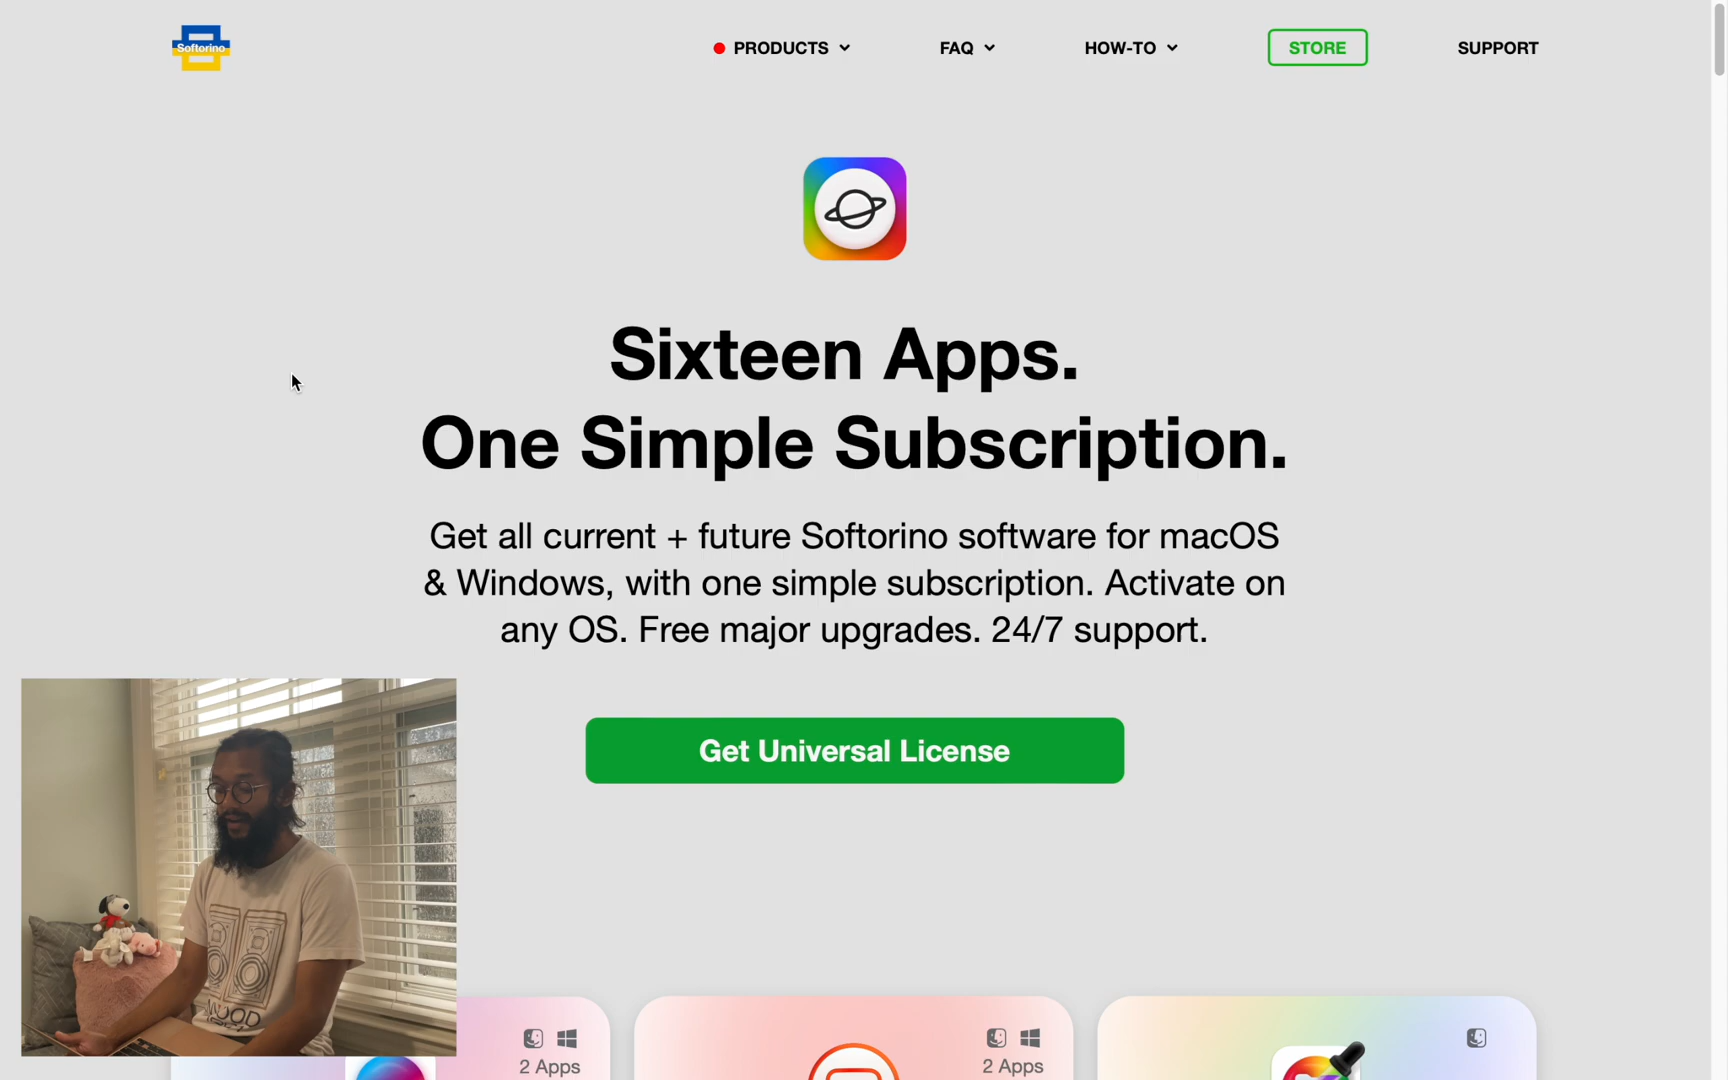 Softorino
PRODUCTS
FAQ
HOW-TO
STORE
SUPPORT
Sixteen Apps.
One Simple Subscription.
Get all current + future Softorino software for macOS
& Windows, with one simple subscription. Activate on
any OS. Free major upgrades. 24/7 support.
Get Universal License
2 Apps
2 Apps